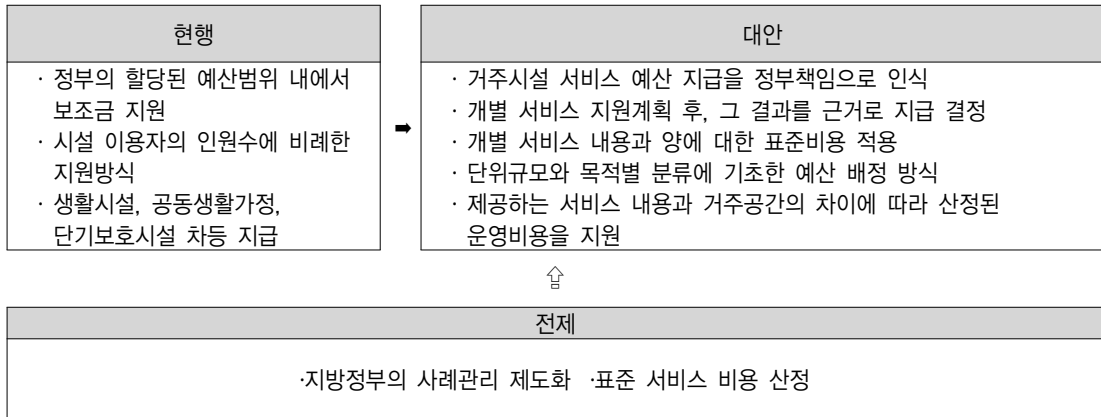 현행
· 정부의 할당된 예산범위 내에서
보조금 지원
· 시설 이용자의 인원수에 비례한
지원방식
· 생활시설, 공동생활가정,
단기보호시설 차등 지급
➡
대안
· 거주시설 서비스 예산 지급을 정부책임으로 인식
· 개별 서비스 지원계획 후, 그 결과를 근거로 지급 결정
· 개별 서비스 내용과 양에 대한 표준비용 적용
· 단위규모와 목적별 분류에 기초한 예산 배정 방식
· 제공하는 서비스 내용과 거주공간의 차이에 따라 산정된
운영비용을 지원
전제
·지방정부의 사례관리 제도화 ·표준 서비스 비용 산정